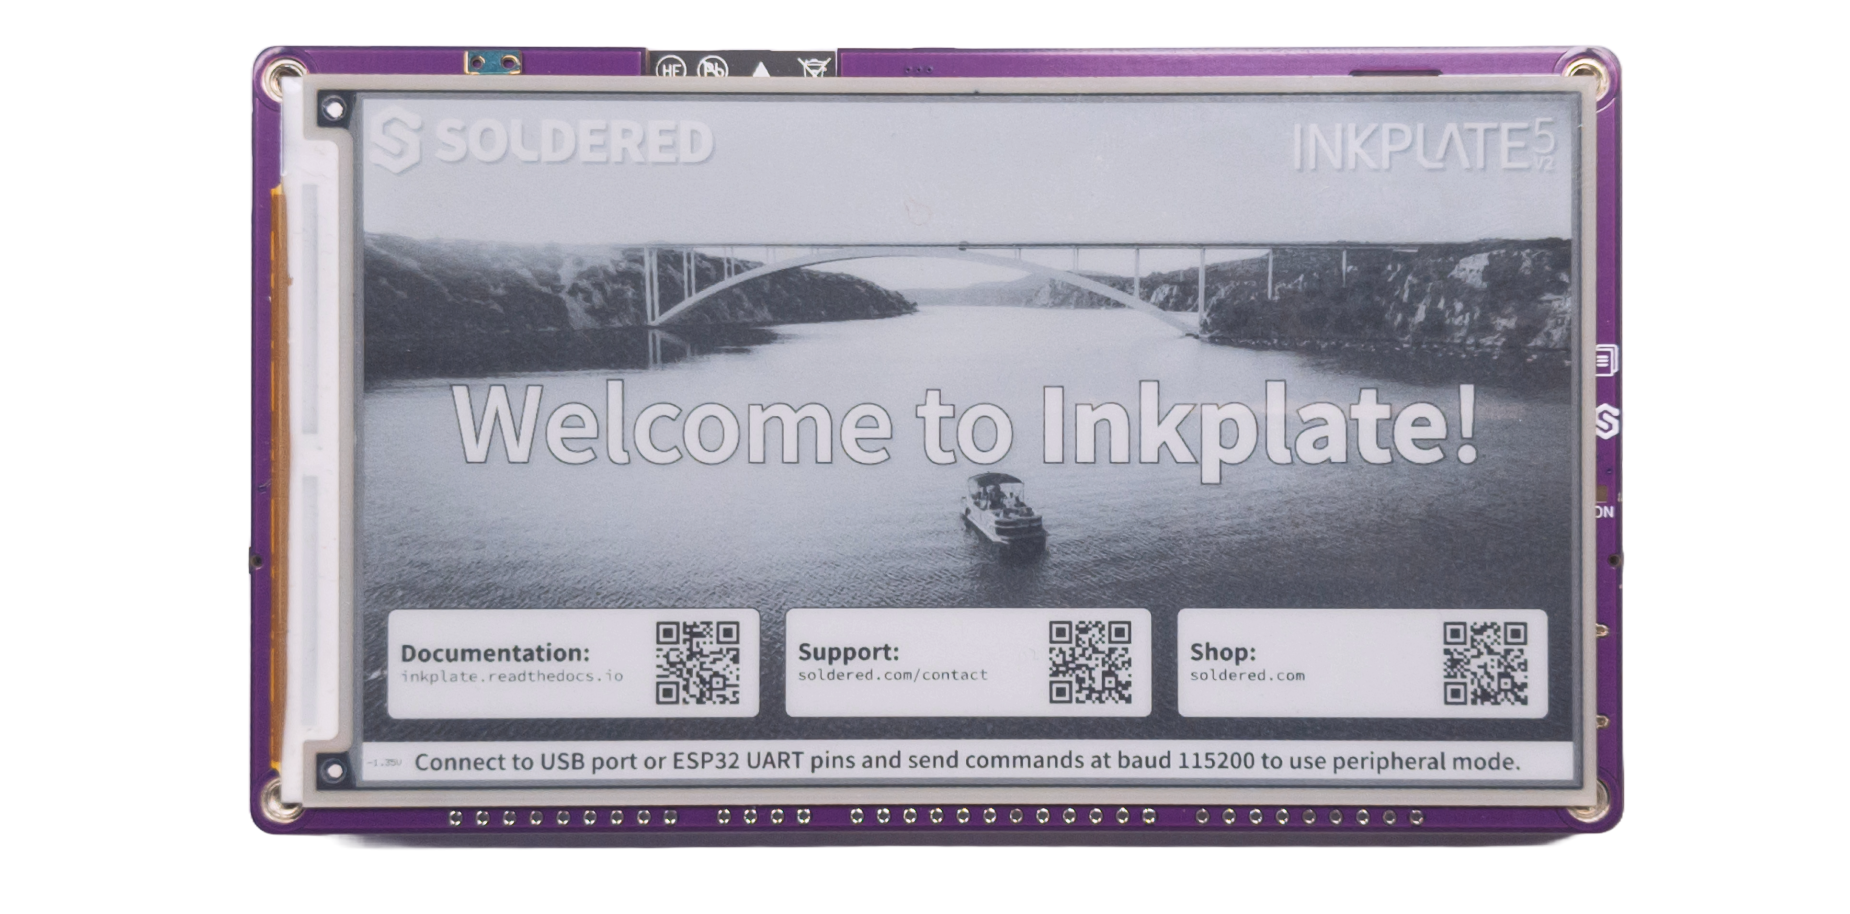 HF Pb
SOLDERED
INKPLATE5
V2
Welcome to Inkplate!
ON
Documentation:
inkplate.readthedocs.io
Support:
soldered.com/contact
Shop:
soldered.com
-1.35V
Connect to USB port or ESP32 UART pins and send commands at baud 115200 to use peripheral mode.